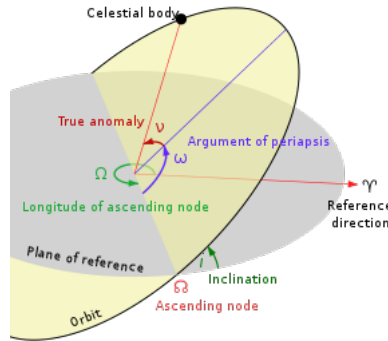 Celestial body
True anomaly
ν
Argument of periapsis
ω
Ω
Longitude of ascending node
♈
Reference
direction
Plane of reference
i
Inclination
☊
Ascending node
Orbit